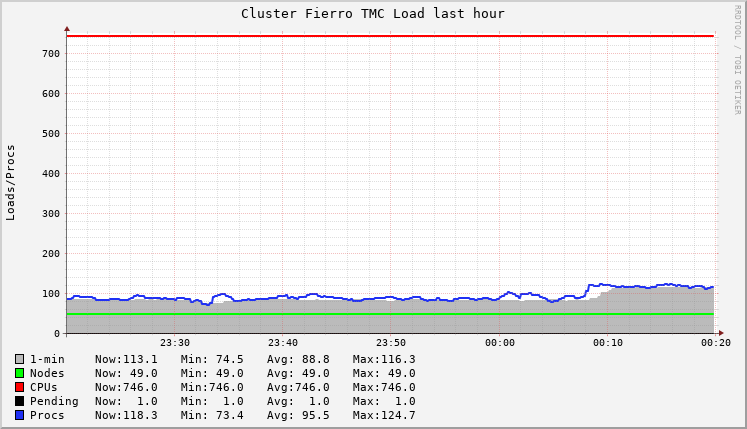 Cluster Fierro TMC Load last hour
RRDTOOL / TOBI OETIKER
Loads/Procs
700
600
500
400
300
200
100
0
23:30 23:40 23:50 00:00 00:10 00:20
1-min Now:113.1 Min: 74.5 Avg: 88.8 Max:116.3
Nodes Now: 49.0 Min: 49.0 Avg: 49.0 Max: 49.0
CPUs Now:746.0 Min:746.0 Avg:746.0 Max:746.0
Pending Now: 1.0 Min: 1.0 Avg: 1.0 Max: 1.0
Procs Now:118.3 Min: 73.4 Avg: 95.5 Max:124.7